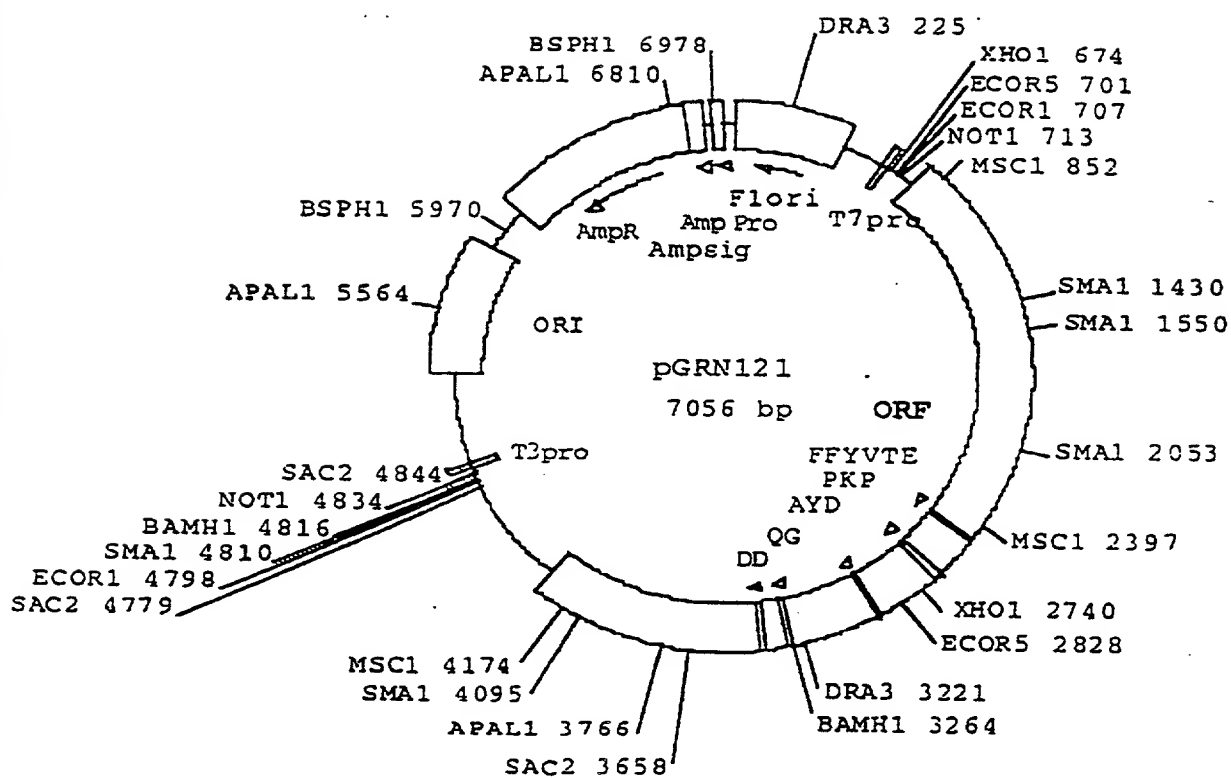 DRA3 225
BSPH1 6978
APAL1 6810
XHO1 674
ECOR5 701
ECOR1 707
NOT1 713
MSC1 852
BSPH1 5970
AmpR
Ampsig
Amp Pro
F1ori
T7pro
APAL1 5564
ORI
SMA1 1430
SMA1 1550
pGRN121
7056 bp
ORF
T3pro
FFYVTE
PKP
AYD
QG
DD
SMA1 2053
SAC2 4844
NOT1 4834
BAMH1 4816
SMA1 4810
ECOR1 4798
SAC2 4779
MSC1 2397
XHO1 2740
ECOR5 2828
MSC1 4174
SMA1 4095
APAL1 3766
SAC2 3658
DRA3 3221
BAMH1 3264